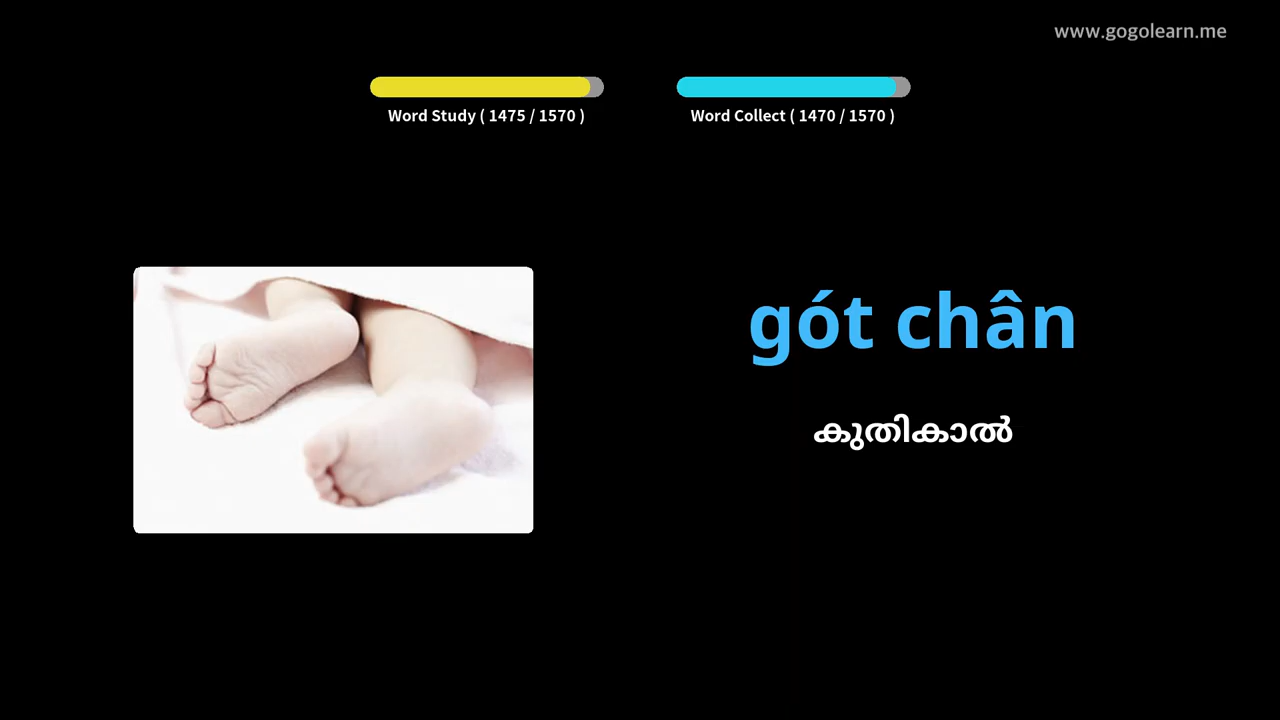 www.gogolearn.me
Word Study ( 1475 / 1570 )
Word Collect ( 1470 / 1570 )
gót chân
കുതികാൽ